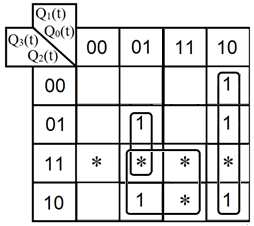 Q1(t)
Q0(t)
Q3(t)
Q2(t)
00 01 11 10
00 1
01 1 1
11 * * * *
10 1 * 1